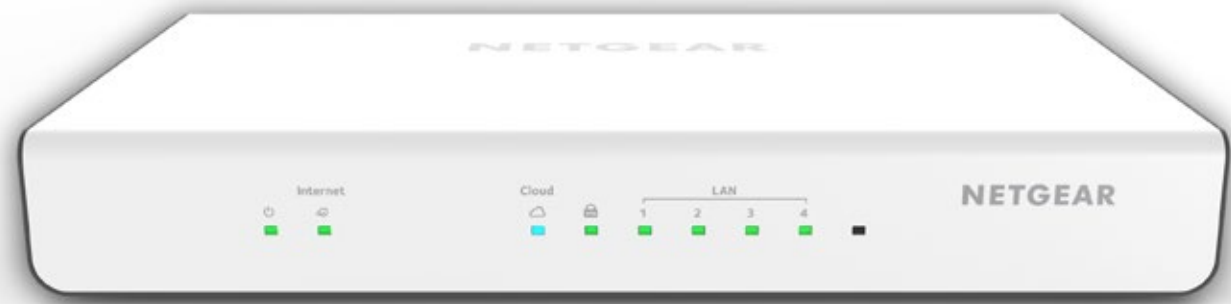 NETGEAR
Internet
Cloud
LAN
1 2 3 4
NETGEAR